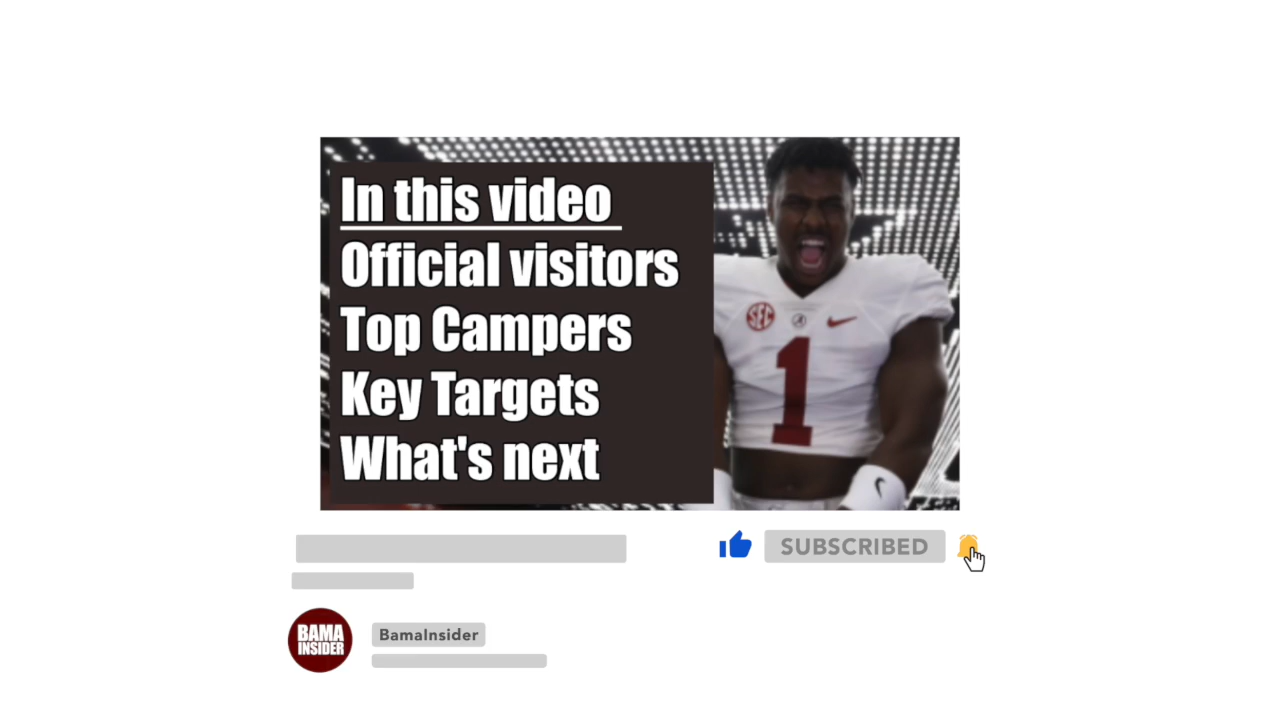 In this video
Official visitors
Top Campers
Key Targets
What's next
SEC
A
1
SUBSCRIBED
BAMA
INSIDER
BamaInsider